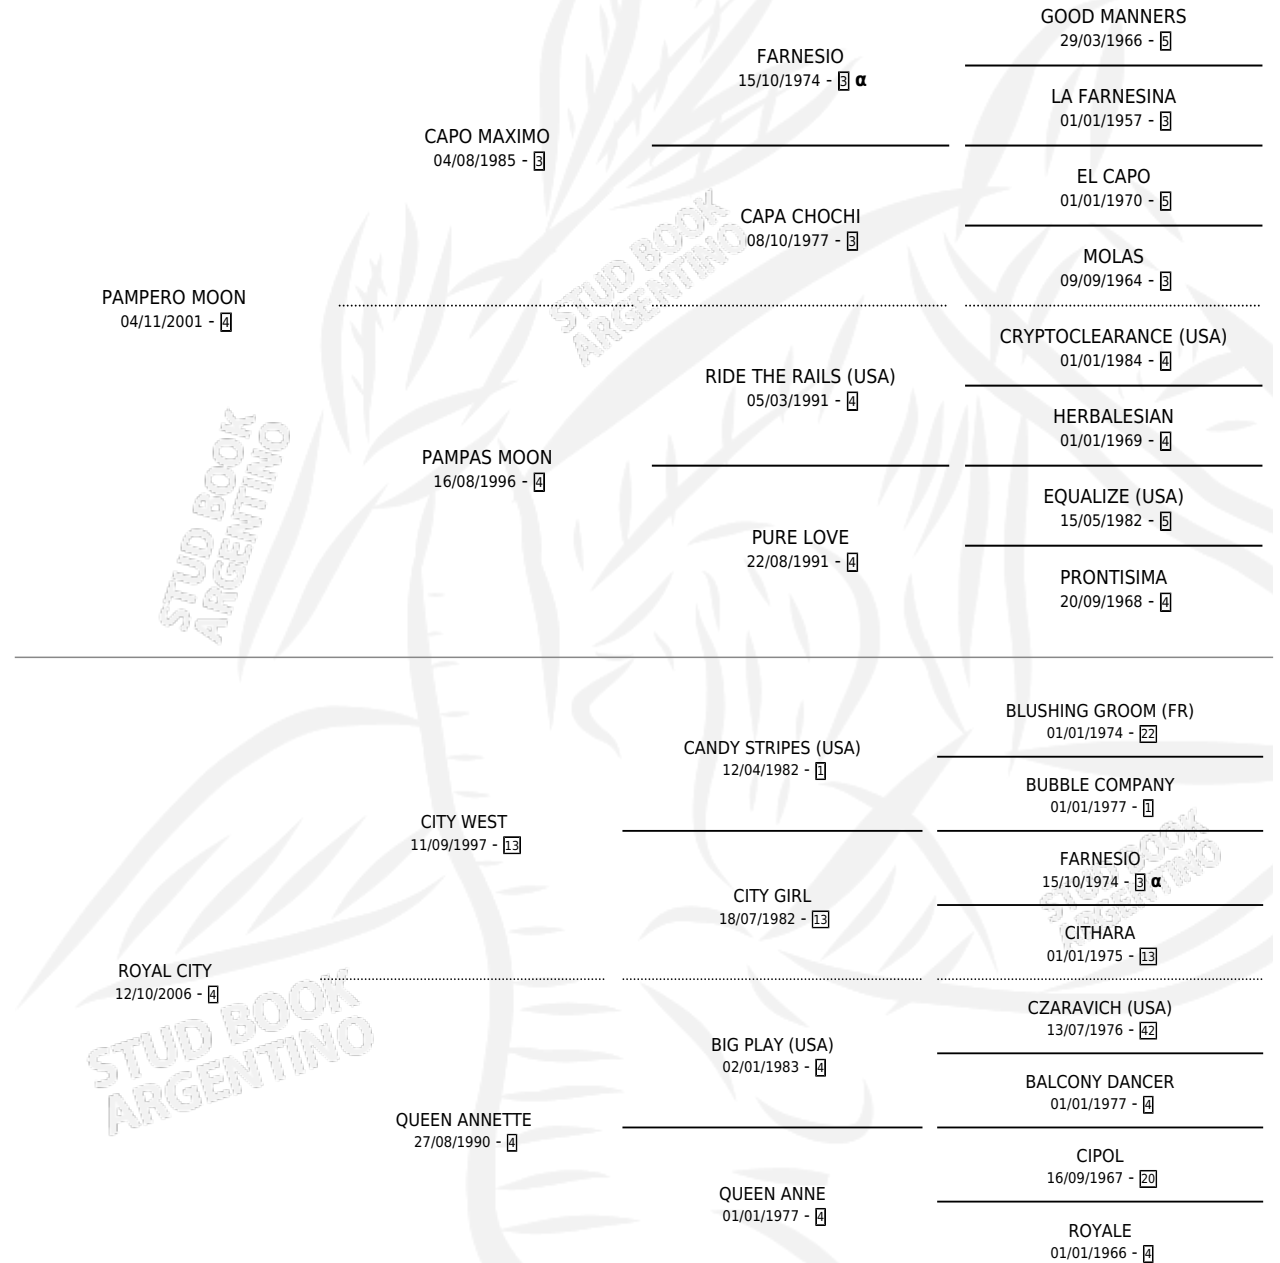 GOOD MANNERS
29/03/1966 - 5
FARNESIO
15/10/1974 - 3 α
LA FARNESINA
01/01/1957 - 3
CAPO MAXIMO
04/08/1985 - 3
EL CAPO
01/01/1970 - 5
CAPA CHOCHI
08/10/1977 - 3
MOLAS
09/09/1964 - 3
PAMPERO MOON
04/11/2001 - 4
CRYPTOCLEARANCE (USA)
01/01/1984 - 4
RIDE THE RAILS (USA)
05/03/1991 - 4
HERBALESIAN
01/01/1969 - 4
PAMPAS MOON
16/08/1996 - 4
EQUALIZE (USA)
15/05/1982 - 5
PURE LOVE
22/08/1991 - 4
PRONTISIMA
20/09/1968 - 4
STUD BOOK
ARGENTINO
STUD BOOK
ARGENTINO
BLUSHING GROOM (FR)
01/01/1974 - 22
CANDY STRIPES (USA)
12/04/1982 - 1
BUBBLE COMPANY
01/01/1977 - 1
CITY WEST
11/09/1997 - 13
FARNESIO
15/10/1974 - 3 α
CITY GIRL
18/07/1982 - 13
CITHARA
01/01/1975 - 13
ROYAL CITY
12/10/2006 - 4
CZARAVICH (USA)
13/07/1976 - 42
BIG PLAY (USA)
02/01/1983 - 4
BALCONY DANCER
01/01/1977 - 4
QUEEN ANNETTE
27/08/1990 - 4
CIPOL
16/09/1967 - 20
QUEEN ANNE
01/01/1977 - 4
ROYALE
01/01/1966 - 4
STUD BOOK
ARGENTINO
STUD BOOK
ARGENTINO